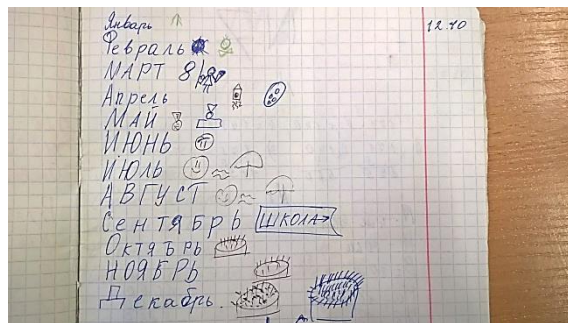 Январь 12.10
Февраль
МАРТ 8
Апрель
МАЙ
ИЮНЬ
ИЮЛЬ
АВГУСТ
Сентябрь ШКОЛА
Октябрь
НОЯБРЬ
Декабрь.